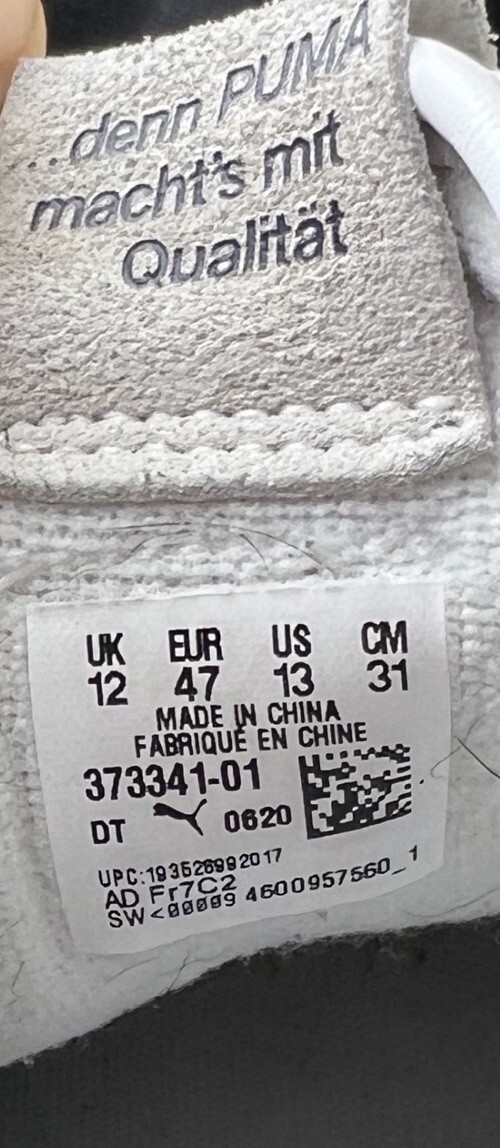 ...denn PUMA
macht's mit
Qualität
UK EUR US CM
12 47 13 31
MADE IN CHINA
FABRIQUÉ EN CHINE
373341-01
DT 0620
UPC:193526992017
AD Fr7C2
SW<00009 4600957560_1